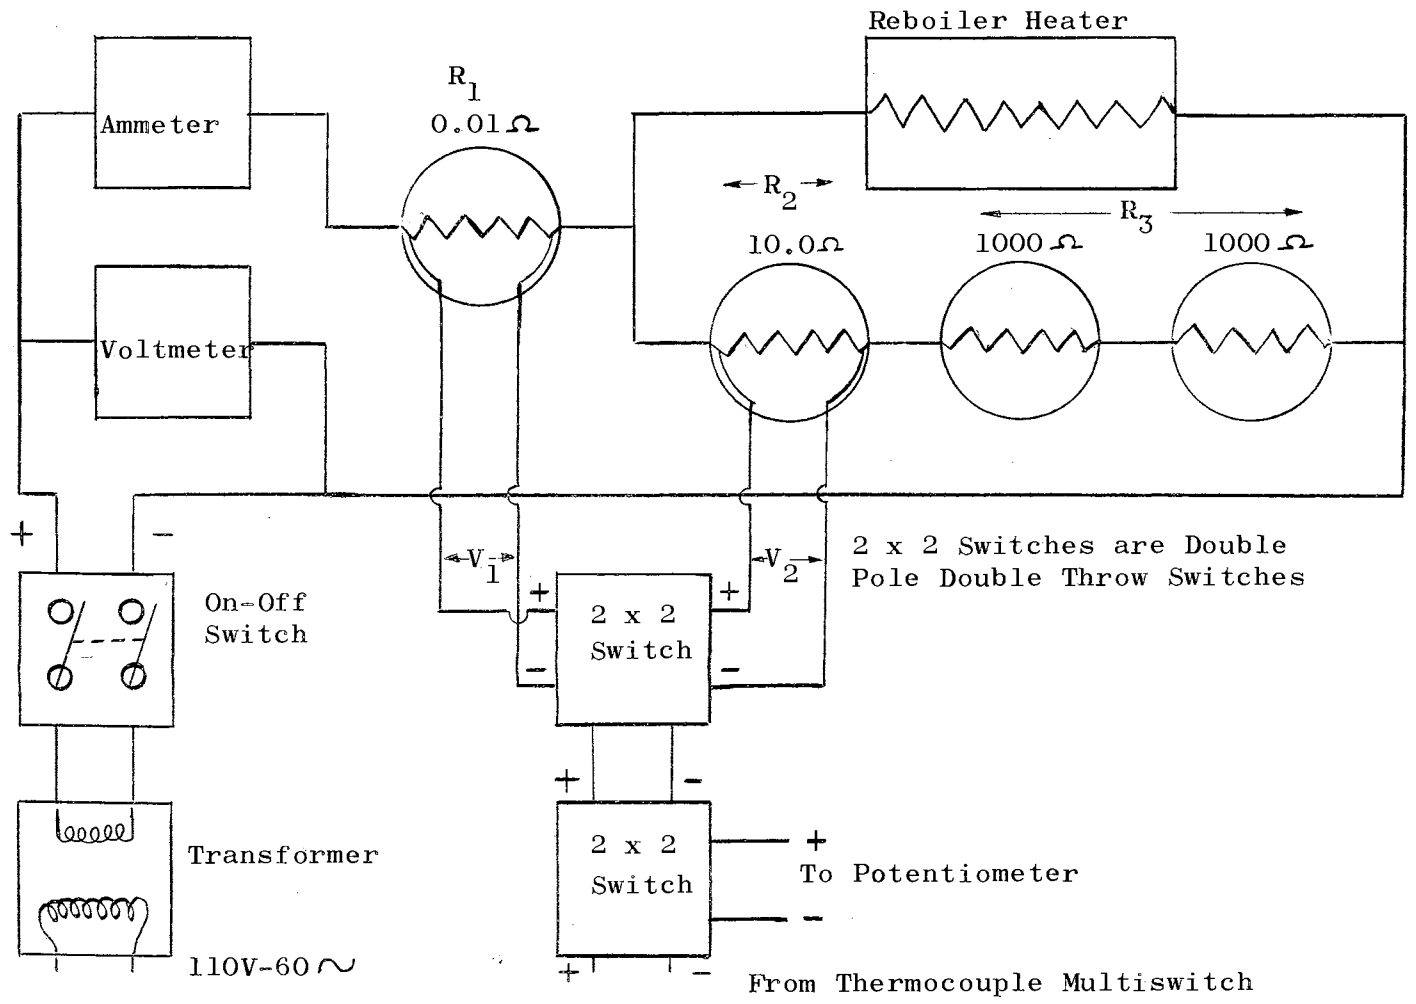 Reboiler Heater
R1
0.01Ω
Ammeter
R2
R3
10.0Ω
1000 Ω
1000 Ω
Voltmeter
+
−
V1
V2
2 x 2 Switches are Double
Pole Double Throw Switches
On-Off
Switch
+
−
2 x 2
Switch
+
−
+
−
Transformer
2 x 2
Switch
+
To Potentiometer
−
110V-60~
+
−
From Thermocouple Multiswitch